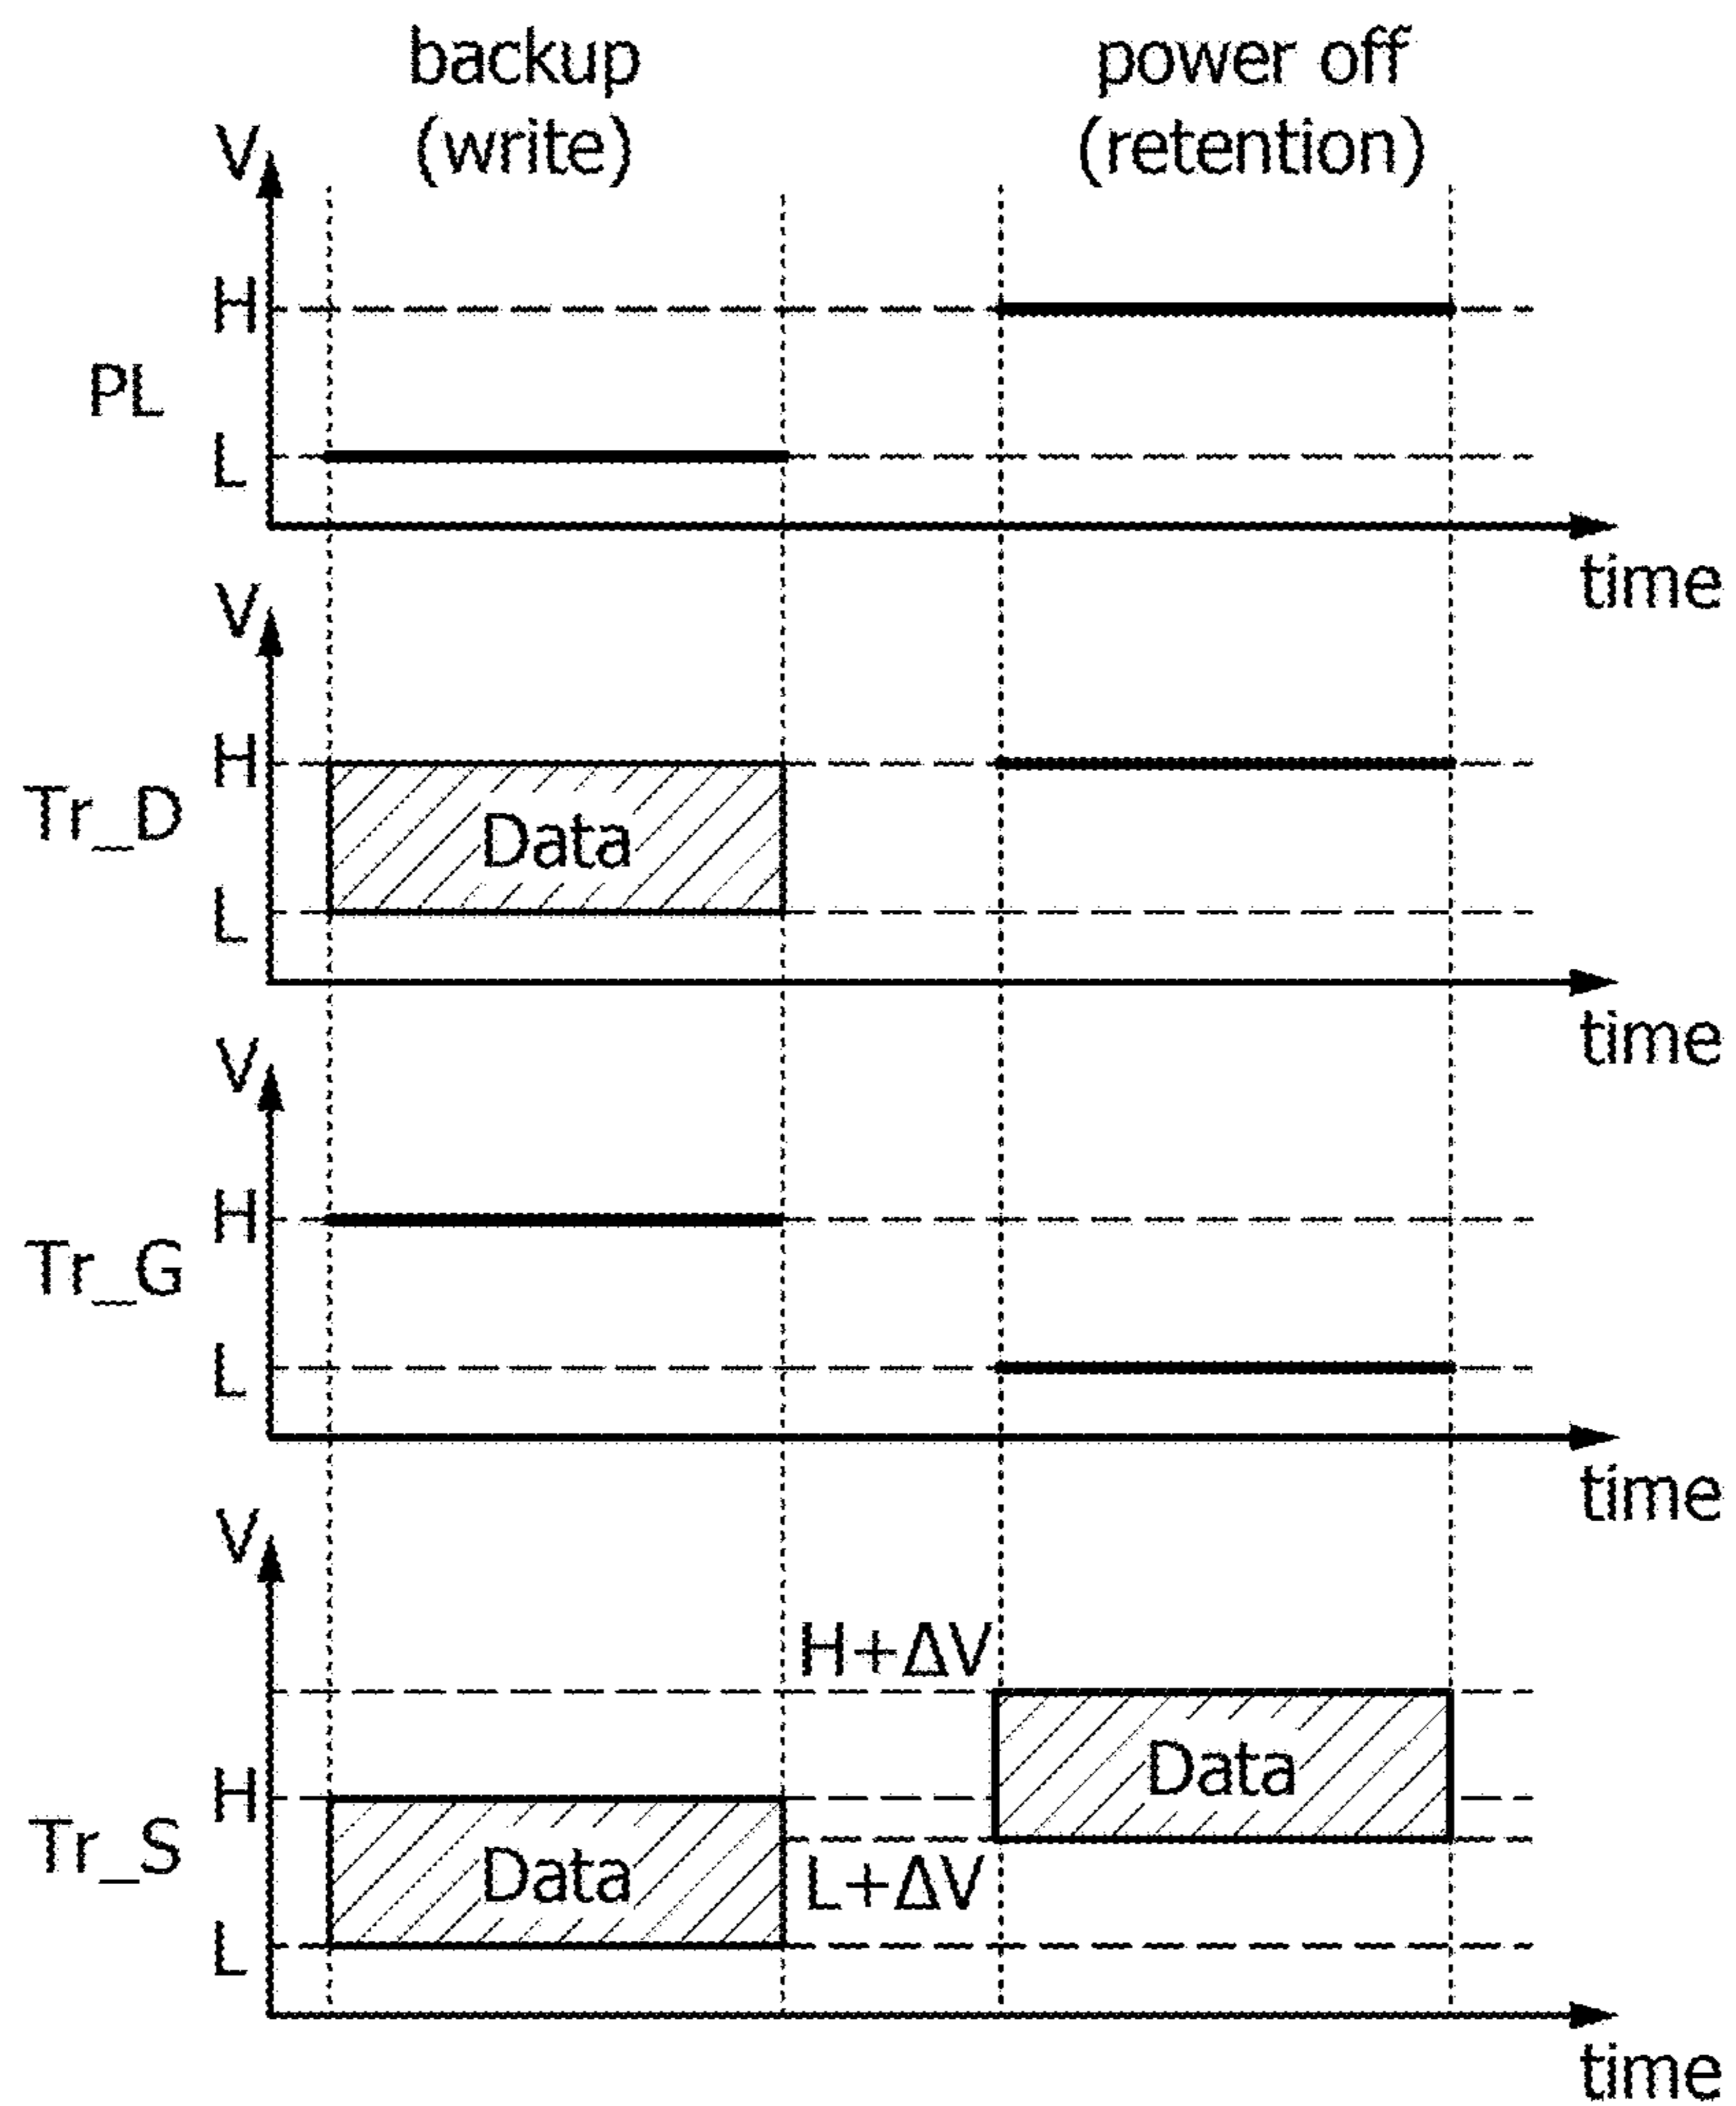 backup
(write)
power off
(retention)
V
H
PL
L
time
V
H
Tr_D
Data
L
time
V
H
Tr_G
L
time
V
H+ΔV
H
Data
Tr_S
Data
L+ΔV
L
time